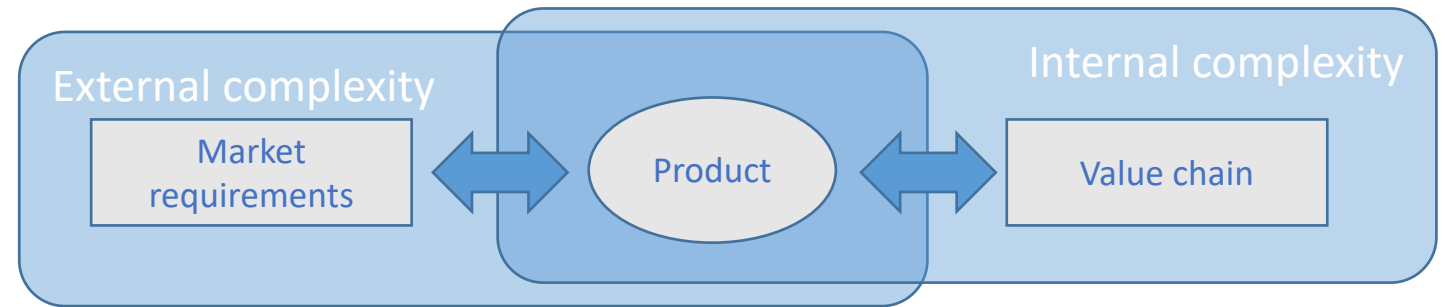 External complexity
Internal complexity
Market
requirements
Product
Value chain